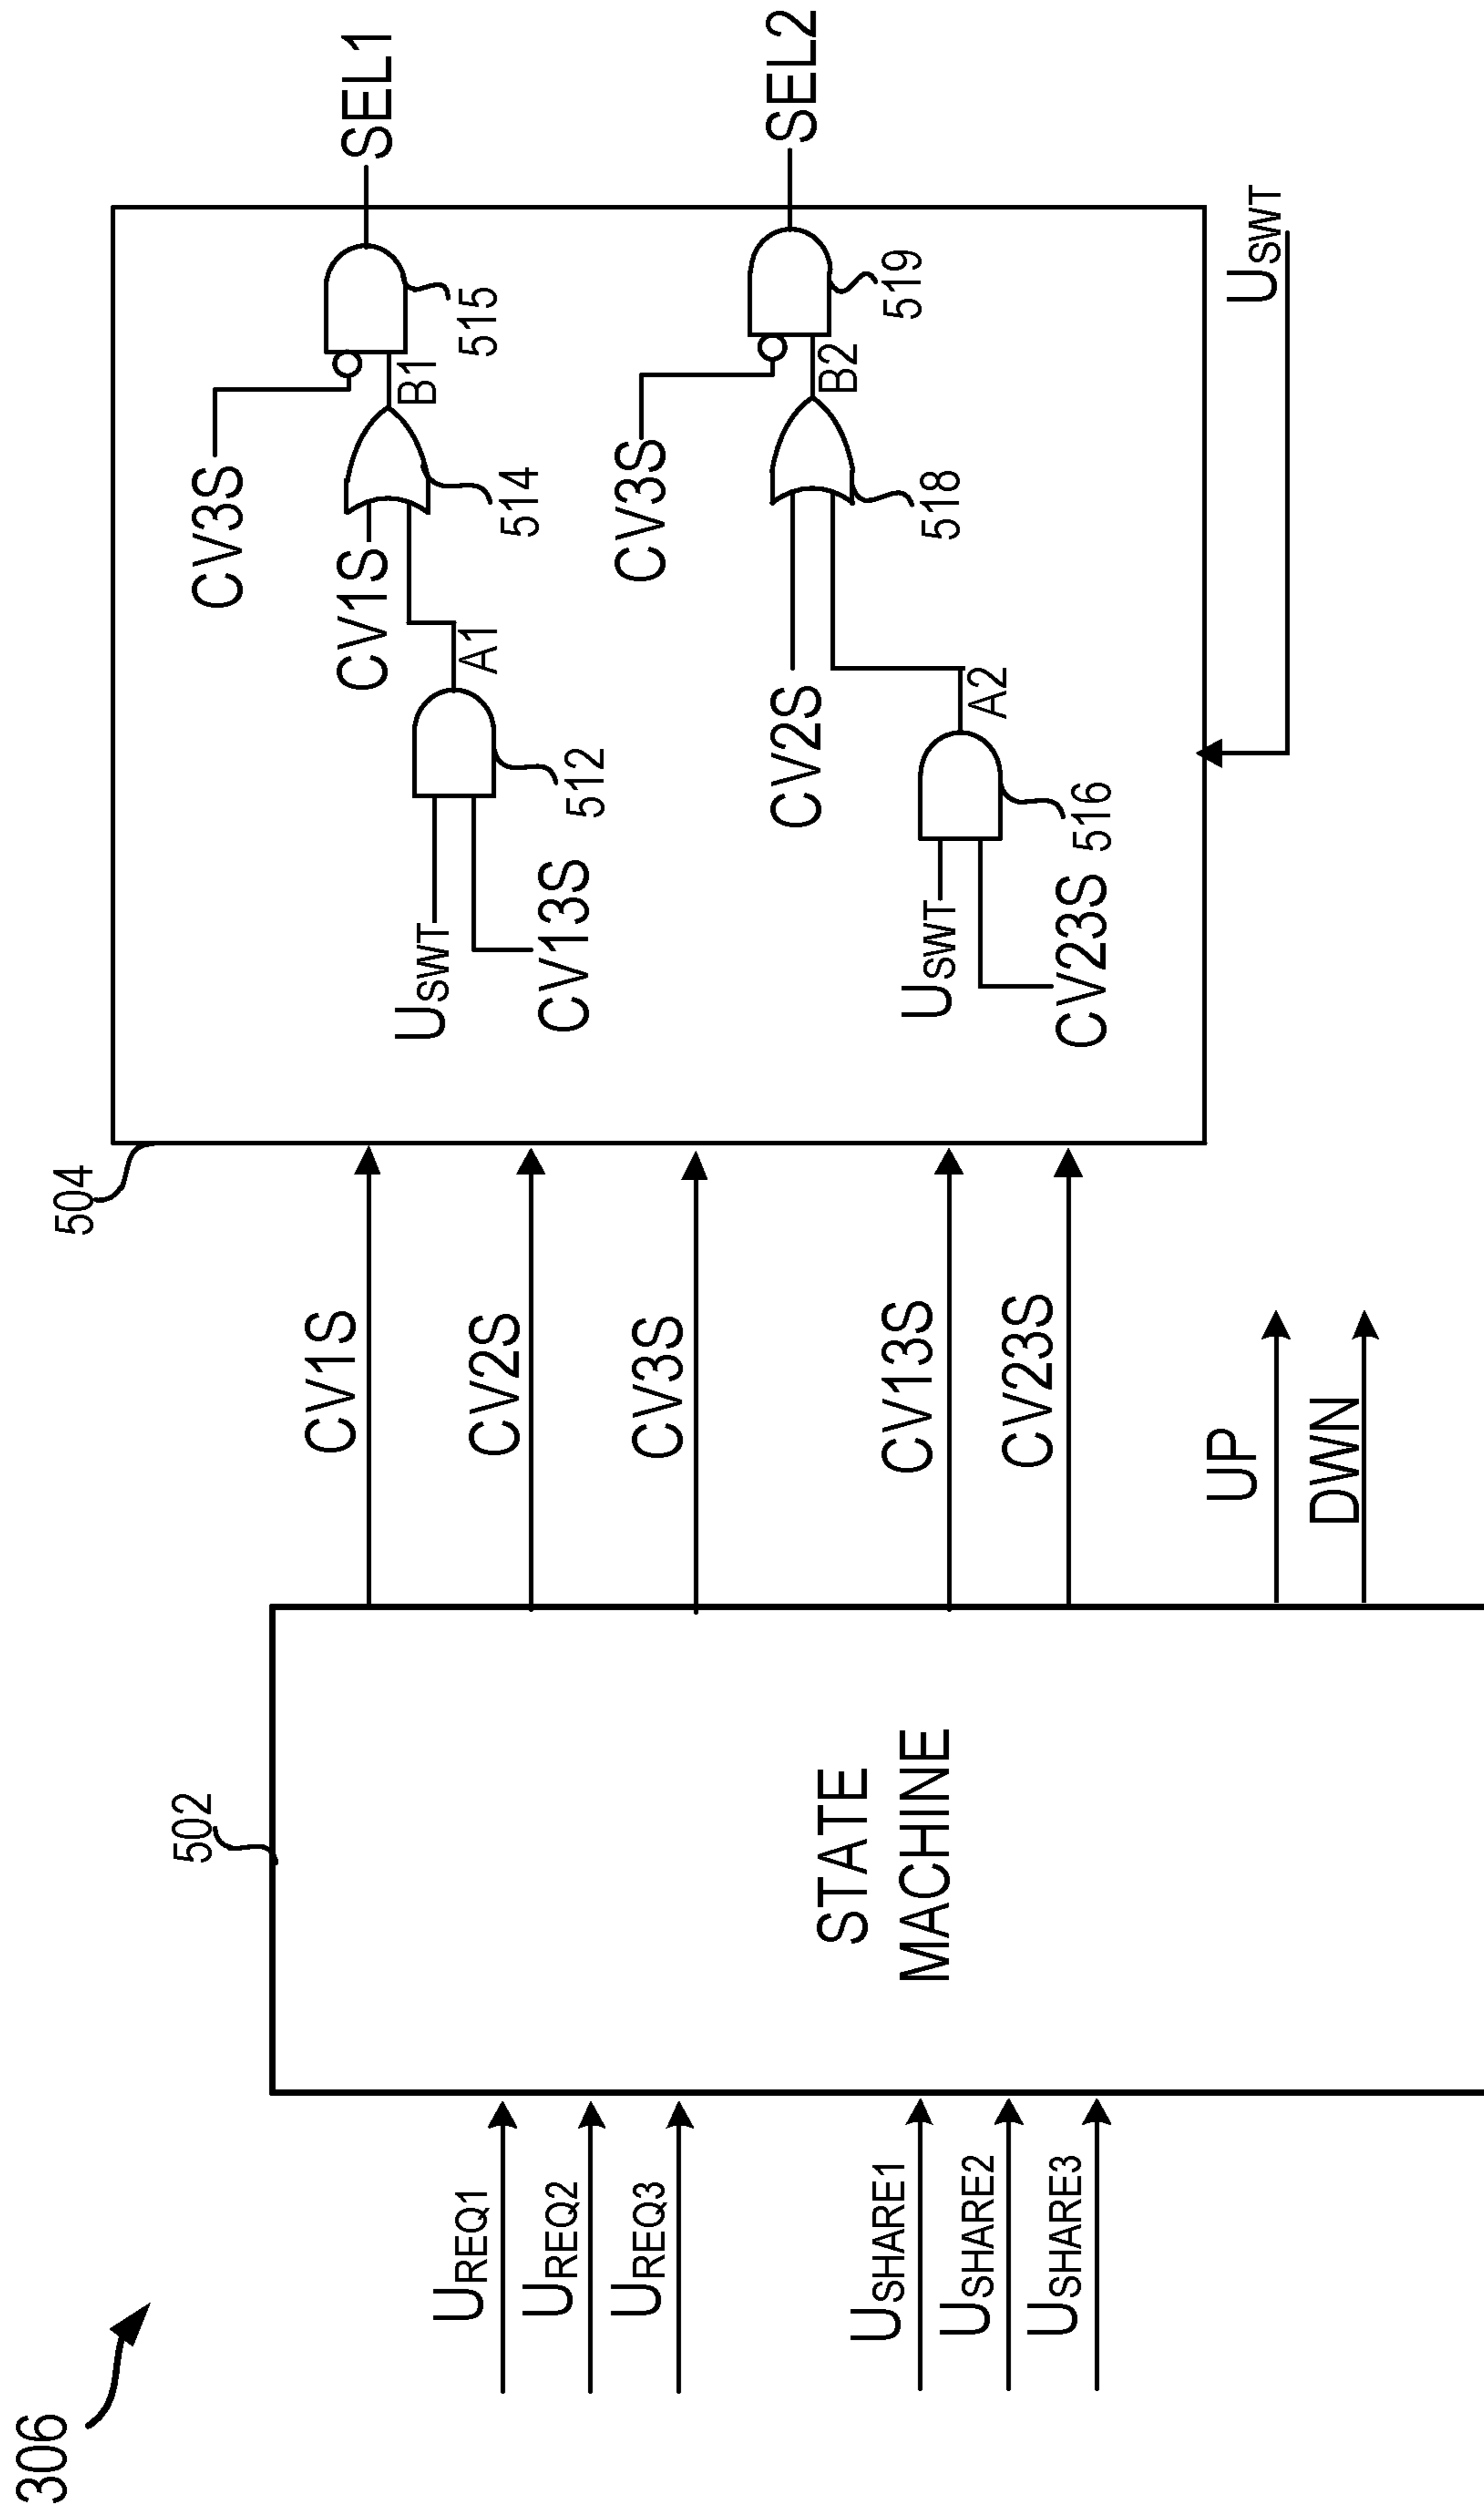 306
UREQ1
UREQ2
UREQ3
USHARE1
USHARE2
USHARE3
502
STATE
MACHINE
CV1S
CV2S
CV3S
CV13S
CV23S
UP
DWN
504
CV3S
CV1S
USWT
CV13S
512
A1
514
B1
515
SEL1
CV3S
CV2S
USWT
CV23S
516
A2
518
B2
519
SEL2
USWT